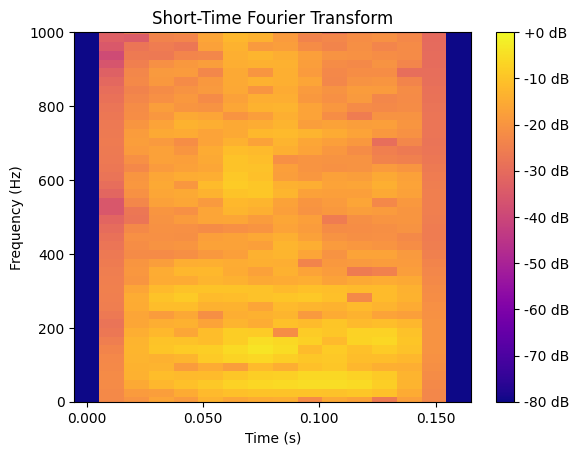 Short-Time Fourier Transform
1000
800
600
400
200
0
Frequency (Hz)
0.000
0.050
0.100
0.150
Time (s)
+0 dB
-10 dB
-20 dB
-30 dB
-40 dB
-50 dB
-60 dB
-70 dB
-80 dB